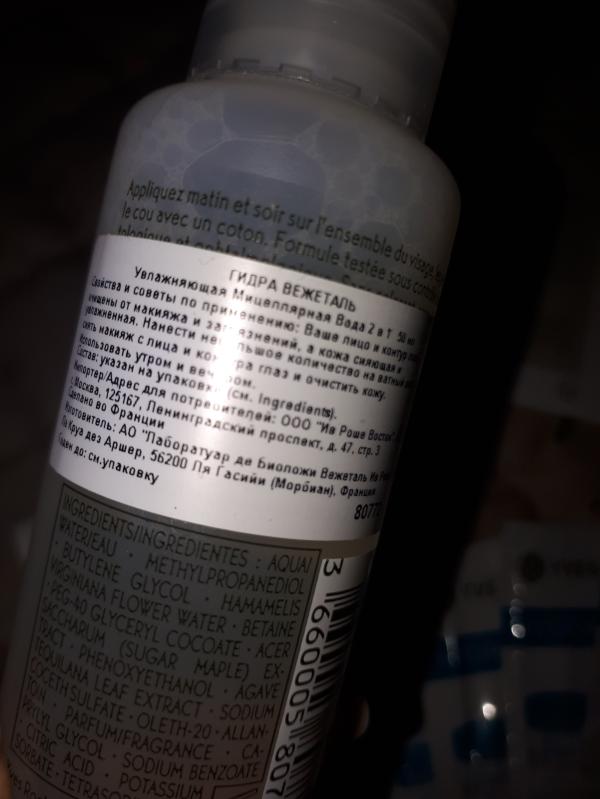 Appliquez matin et soir sur l'ensemble du visage,
le cou avec un coton. Formule testée sous
ГИДРА ВЕЖЕТАЛЬ
Увлажняющая Мицеллярная Вода 2 в 1
Свойства и советы по применению: Ваше лицо и контур
очищены от макияжа и загрязнений, а кожа сияющая и
увлажненная. Нанести небольшое количество на ватный
снять макияж с лица и контура глаз и очистить кожу.
Использовать утром и вечером.
Состав: указан на упаковке (см. Ingredients).
Импортер/Адрес для потребителей: ООО "Ив Роше Восток"
г. Москва, 125167, Ленинградский проспект, д. 47, стр. 3
Сделано во Франции
Изготовитель: АО "Лаборатуар де Биоложи Вежеталь Ив
Ла Круа дез Аршер, 56200 Ля Гасийи (Морбиан), Франция
Годен до: см.упаковку
8077
INGREDIENTS/INGREDIENTES : AQUA/
WATER/EAU · METHYLPROPANEDIOL
· BUTYLENE GLYCOL · HAMAMELIS
VIRGINIANA FLOWER WATER · BETAINE
· PEG-40 GLYCERYL COCOATE · ACER
SACCHARUM (SUGAR MAPLE) EX-
TRACT · PHENOXYETHANOL · AGAVE
TEQUILANA LEAF EXTRACT · SODIUM
COCETH SULFATE · OLETH-20 · ALLAN-
TOIN · PARFUM/FRAGRANCE · CA-
PRYLYL GLYCOL · SODIUM BENZOATE
· CITRIC ACID · POTASSIUM
SORBATE · TETRASO
3 660005 807
YVES